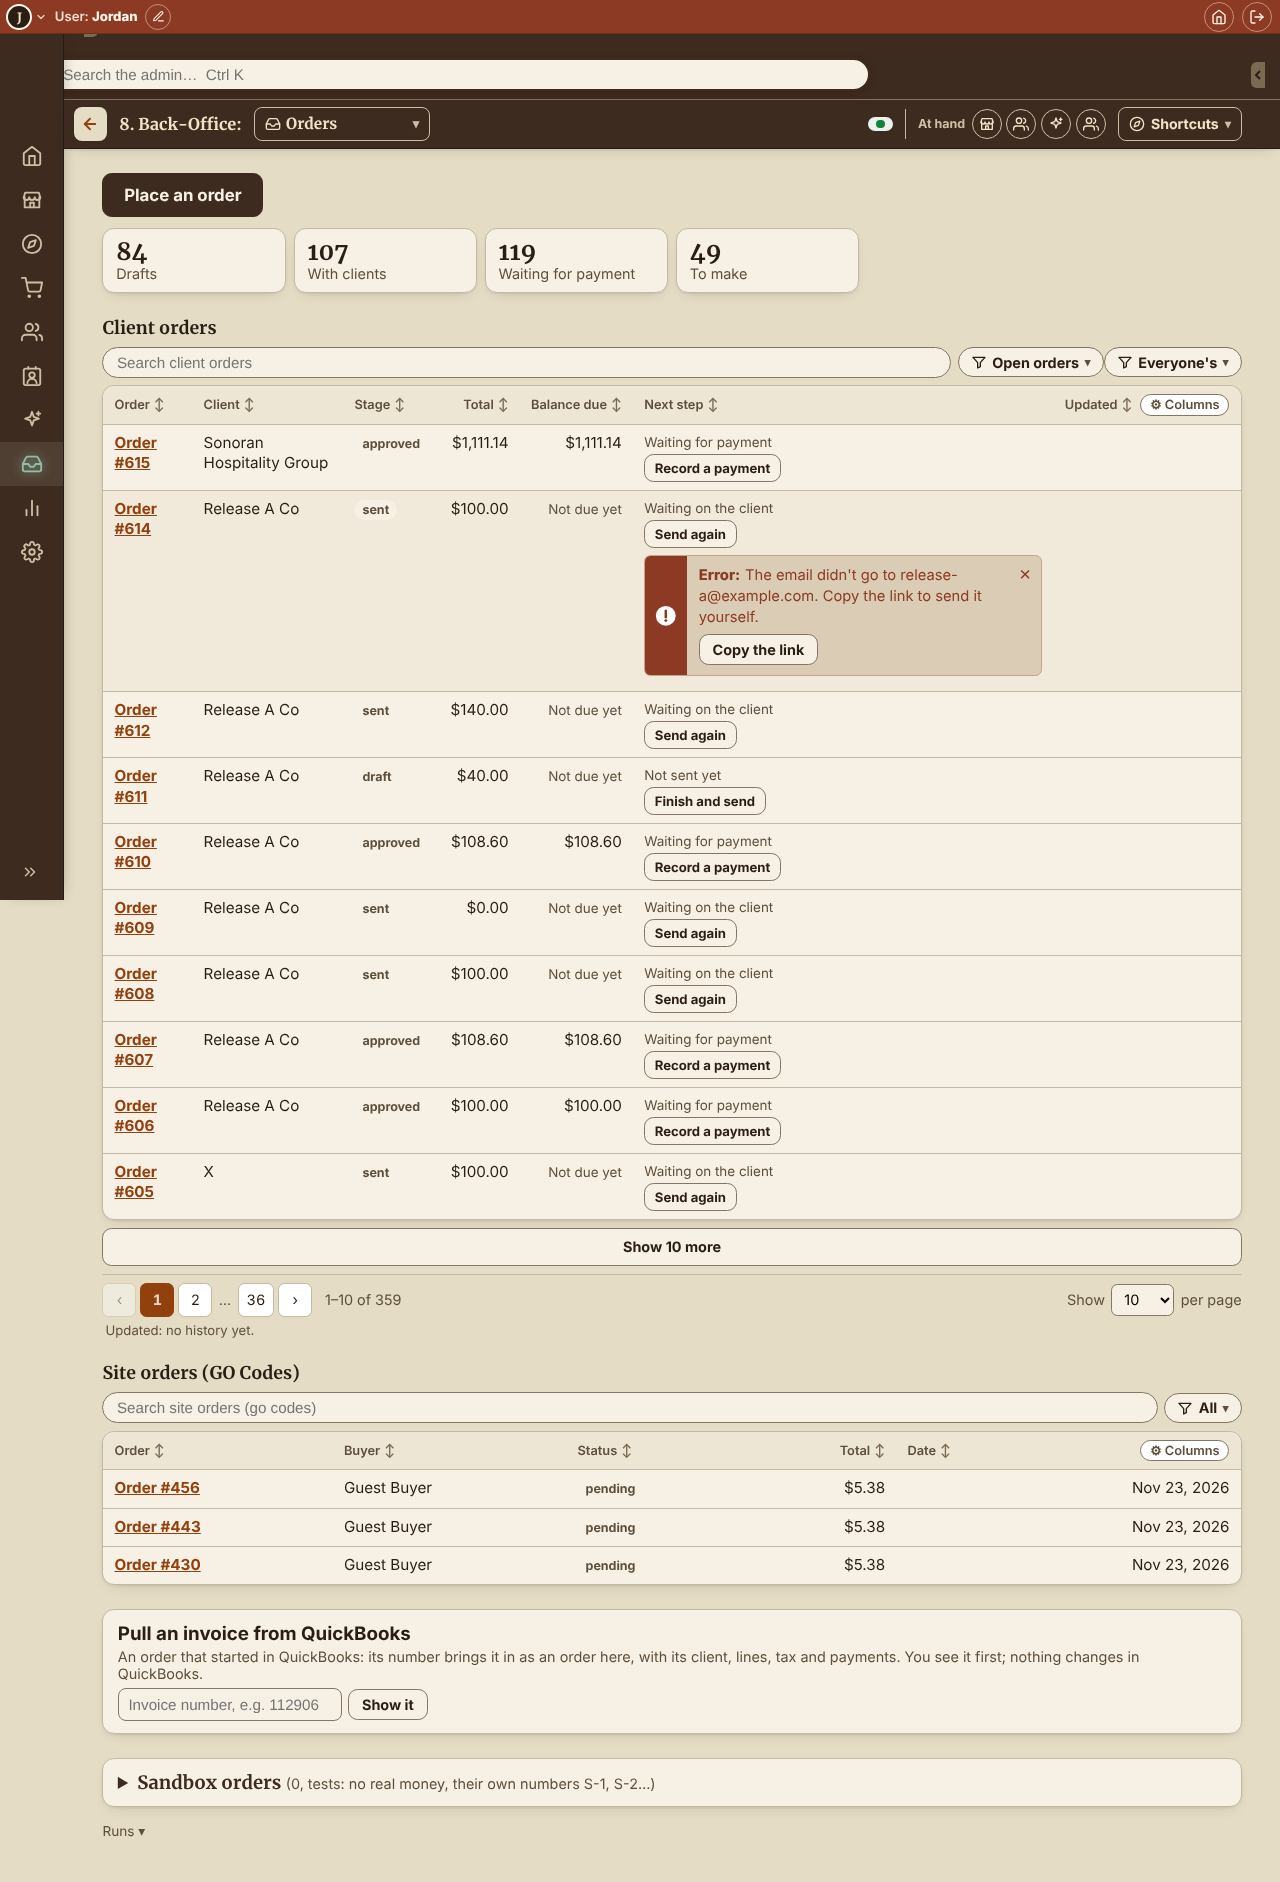 J
User: Jordan
Search the admin… Ctrl K
8. Back-Office:
Orders ▾
At hand
Shortcuts ▾
Place an order
84
Drafts
107
With clients
119
Waiting for payment
49
To make
Client orders
Search client orders
Open orders ▾
Everyone's ▾
Order Client Stage Total Balance due Next step Updated ⚙ Columns
Order #615 Sonoran Hospitality Group approved $1,111.14 $1,111.14 Waiting for payment
Record a payment
Order #614 Release A Co sent $100.00 Not due yet Waiting on the client
Send again
Error: The email didn't go to release-
a@example.com. Copy the link to send it
yourself.
Copy the link
Order #612 Release A Co sent $140.00 Not due yet Waiting on the client
Send again
Order #611 Release A Co draft $40.00 Not due yet Not sent yet
Finish and send
Order #610 Release A Co approved $108.60 $108.60 Waiting for payment
Record a payment
Order #609 Release A Co sent $0.00 Not due yet Waiting on the client
Send again
Order #608 Release A Co sent $100.00 Not due yet Waiting on the client
Send again
Order #607 Release A Co approved $108.60 $108.60 Waiting for payment
Record a payment
Order #606 Release A Co approved $100.00 $100.00 Waiting for payment
Record a payment
Order #605 X sent $100.00 Not due yet Waiting on the client
Send again
Show 10 more
‹ 1 2 … 36 › 1–10 of 359
Show 10 per page
Updated: no history yet.
Site orders (GO Codes)
Search site orders (go codes)
All ▾
Order Buyer Status Total Date ⚙ Columns
Order #456 Guest Buyer pending $5.38 Nov 23, 2026
Order #443 Guest Buyer pending $5.38 Nov 23, 2026
Order #430 Guest Buyer pending $5.38 Nov 23, 2026
Pull an invoice from QuickBooks
An order that started in QuickBooks: its number brings it in as an order here, with its client, lines, tax and payments. You see it first; nothing changes in
QuickBooks.
Invoice number, e.g. 112906
Show it
▶ Sandbox orders (0, tests: no real money, their own numbers S-1, S-2…)
Runs ▾